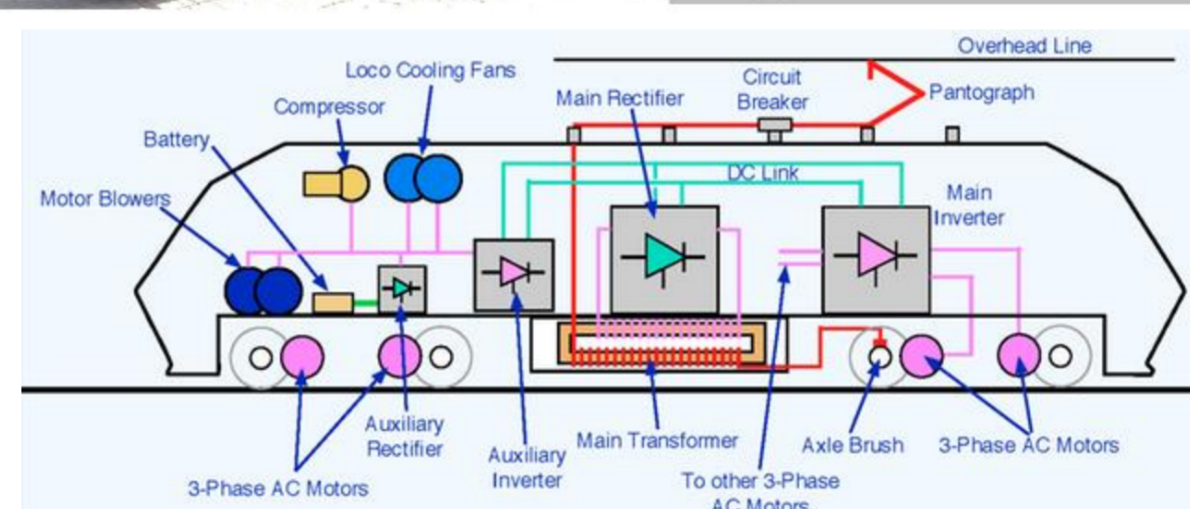 Overhead Line
Loco Cooling Fans
Circuit
Breaker
Pantograph
Main Rectifier
Compressor
Battery
DC Link
Main
Inverter
Motor Blowers
Auxiliary
Rectifier
Main Transformer
Axle Brush
3-Phase AC Motors
Auxiliary
Inverter
3-Phase AC Motors
To other 3-Phase
AC Motors